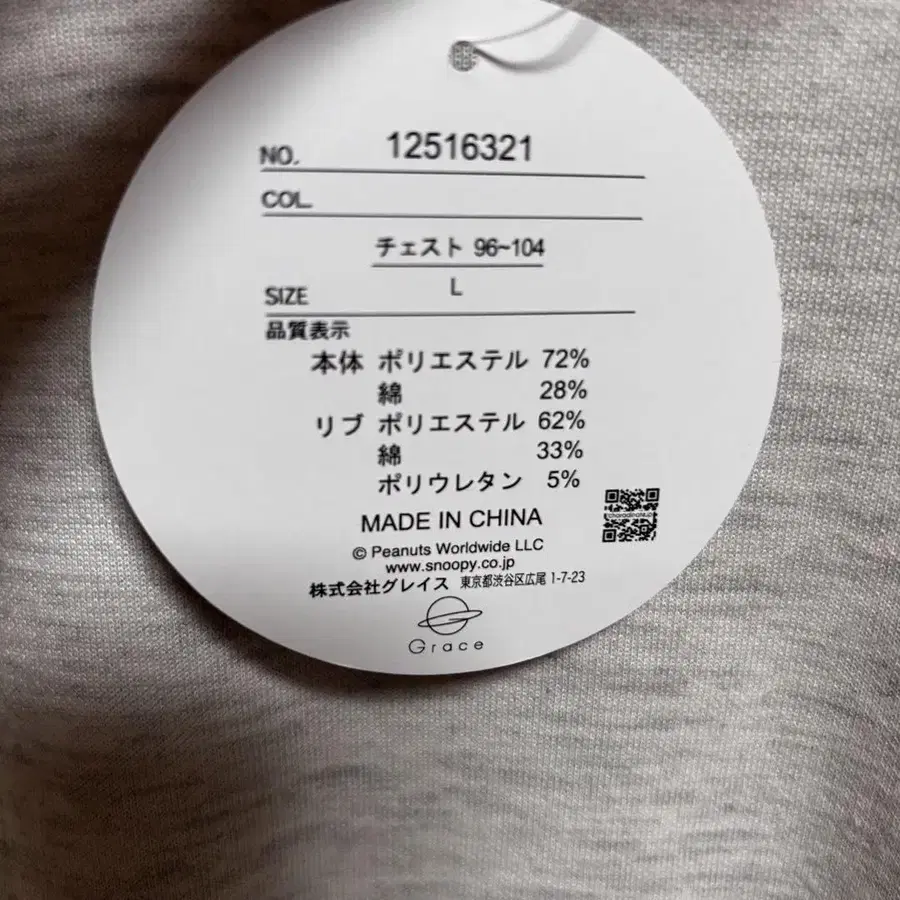 NO. 12516321
COL.
チェスト 96~104
SIZE L
品質表示
本体 ポリエステル 72%
綿 28%
リブ ポリエステル 62%
綿 33%
ポリウレタン 5%
MADE IN CHINA
© Peanuts Worldwide LLC
www.snoopy.co.jp
株式会社グレイス 東京都渋谷区広尾 1-7-23
Grace